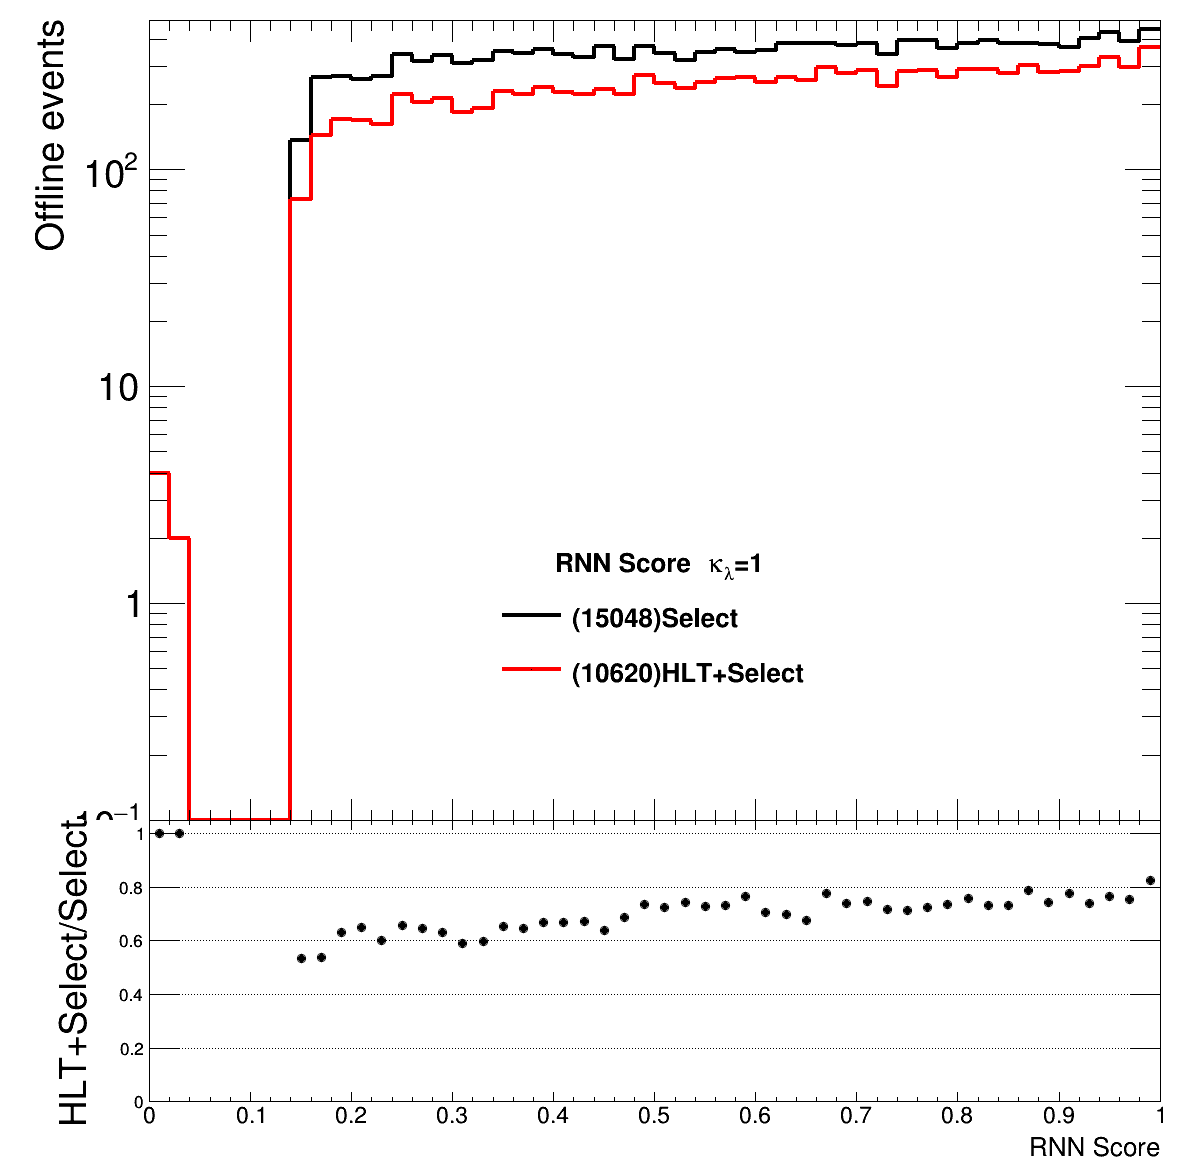 Offline events
10²
10
1
−1
RNN Score κλ=1
(15048)Select
(10620)HLT+Select
HLT+Select/Select
1
0.8
0.6
0.4
0.2
0
0 0.1 0.2 0.3 0.4 0.5 0.6 0.7 0.8 0.9 1
RNN Score